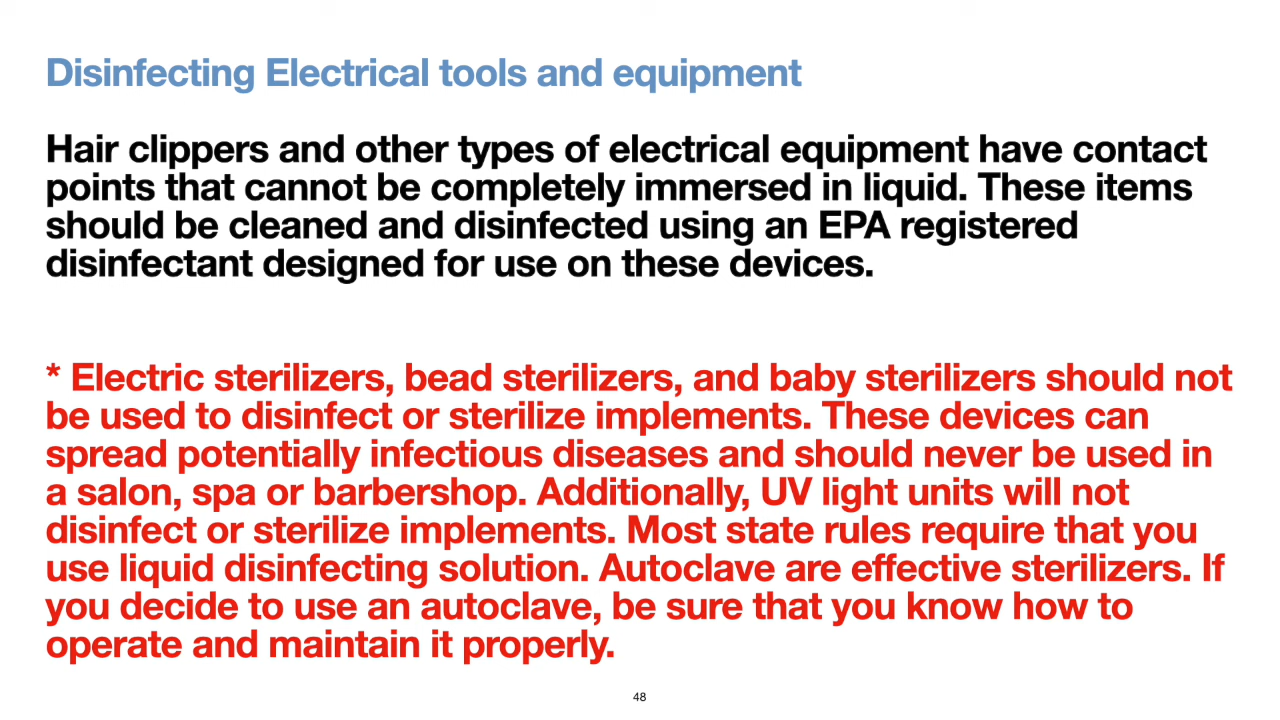 Disinfecting Electrical tools and equipment
Hair clippers and other types of electrical equipment have contact
points that cannot be completely immersed in liquid. These items
should be cleaned and disinfected using an EPA registered
disinfectant designed for use on these devices.
* Electric sterilizers, bead sterilizers, and baby sterilizers should not
be used to disinfect or sterilize implements. These devices can
spread potentially infectious diseases and should never be used in
a salon, spa or barbershop. Additionally, UV light units will not
disinfect or sterilize implements. Most state rules require that you
use liquid disinfecting solution. Autoclave are effective sterilizers. If
you decide to use an autoclave, be sure that you know how to
operate and maintain it properly.
48